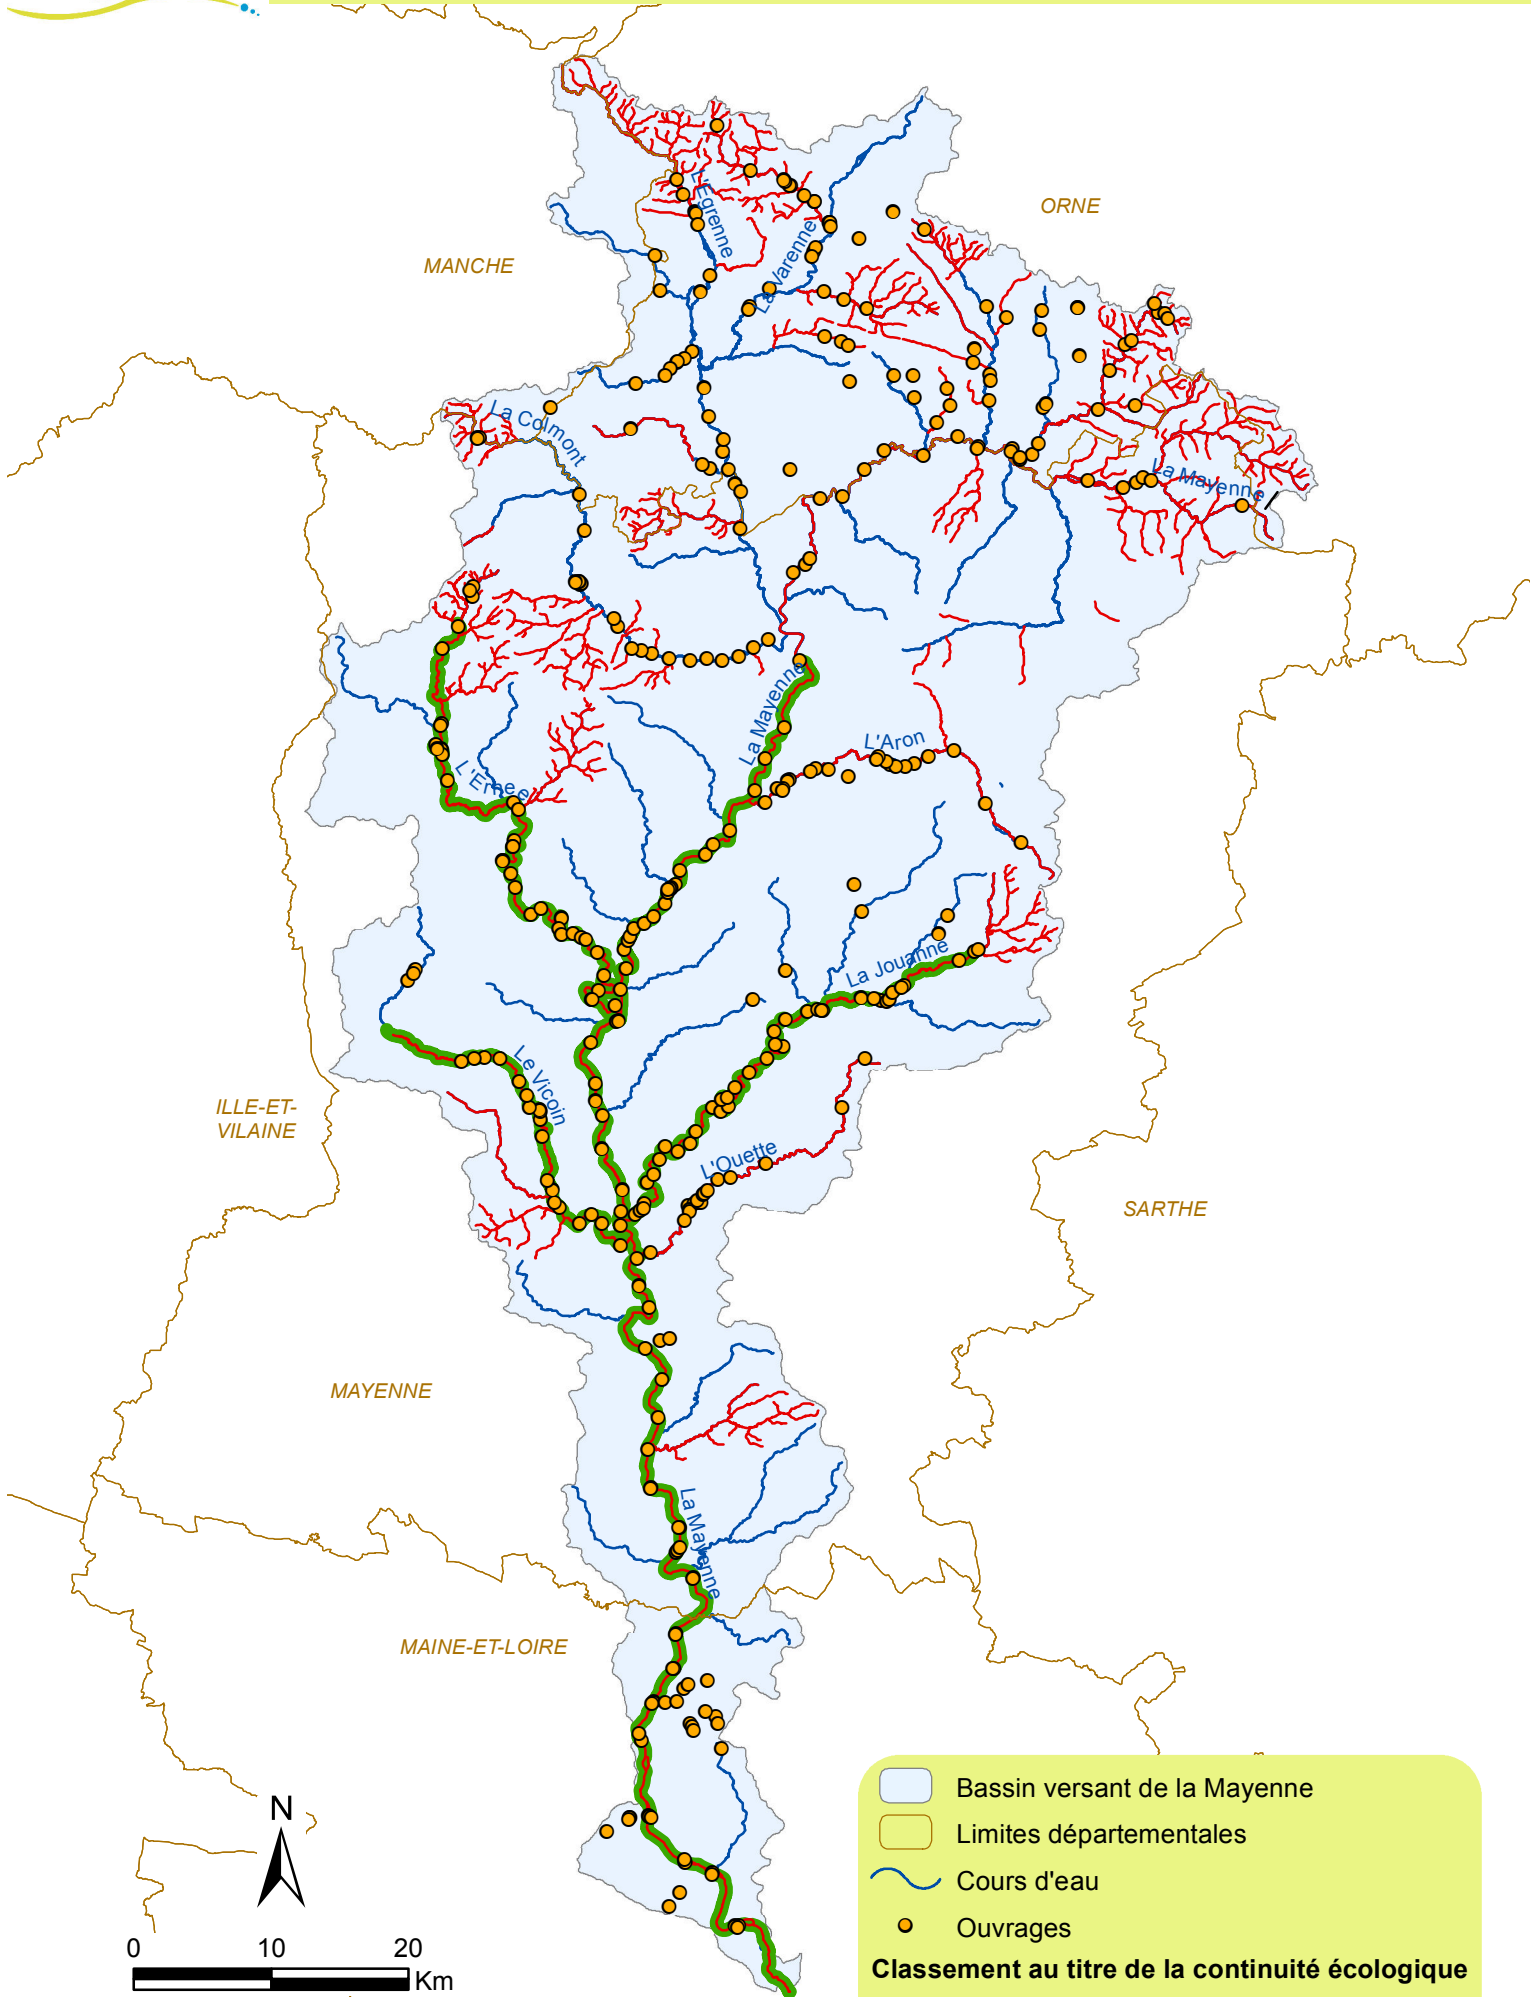 ORNE
MANCHE
L'Egrenne
La Varenne
La Colmont
La Mayenne
La Mayenne
L'Aron
L'Ernée
La Jouanne
Le Vicoin
ILLE-ET-
VILAINE
L'Ouette
SARTHE
MAYENNE
La Mayenne
MAINE-ET-LOIRE
N
0 10 20
Km
Bassin versant de la Mayenne
Limites départementales
Cours d'eau
Ouvrages
Classement au titre de la continuité écologique